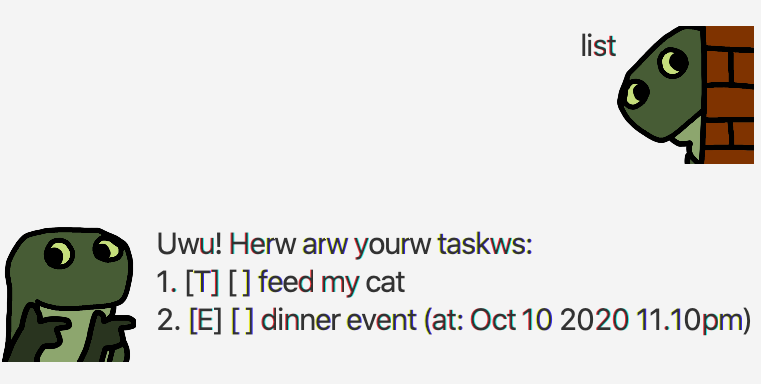 list
Uwu! Herw arw yourw taskws:
1. [T] [ ] feed my cat
2. [E] [ ] dinner event (at: Oct 10 2020 11.10pm)